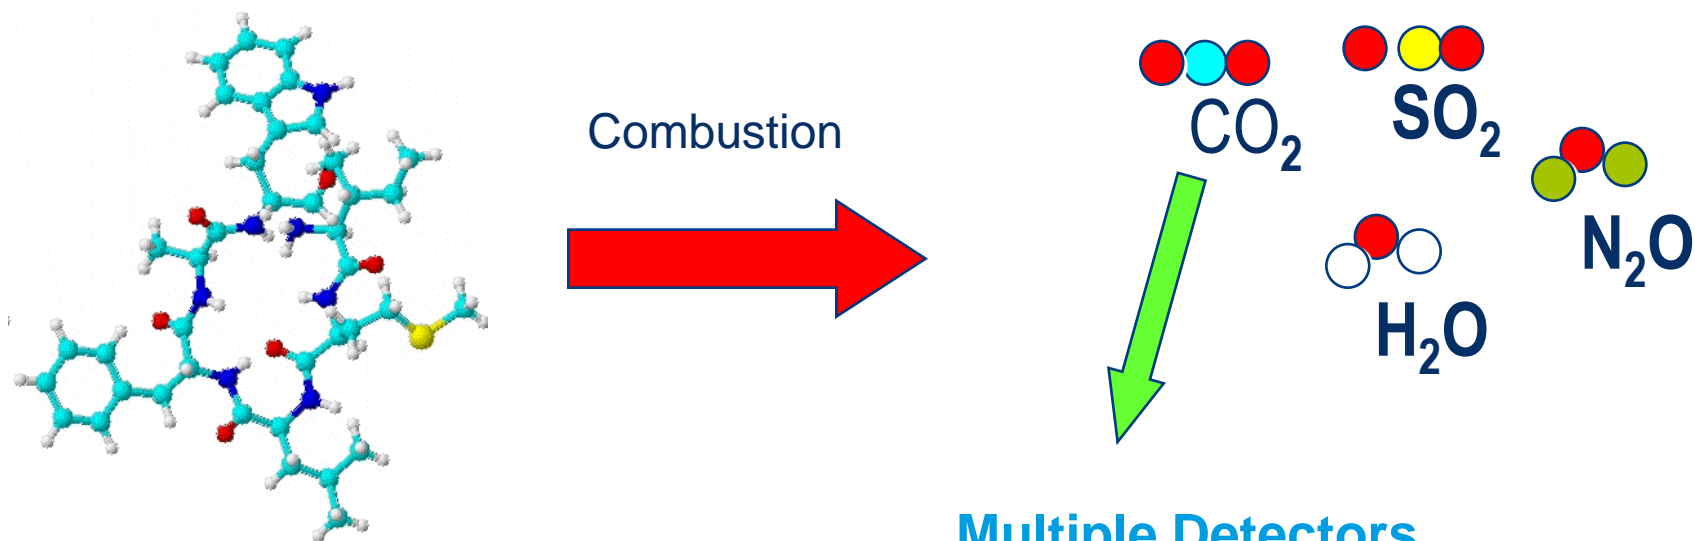 Combustion
CO₂
SO₂
N₂O
H₂O
Multiple Detectors